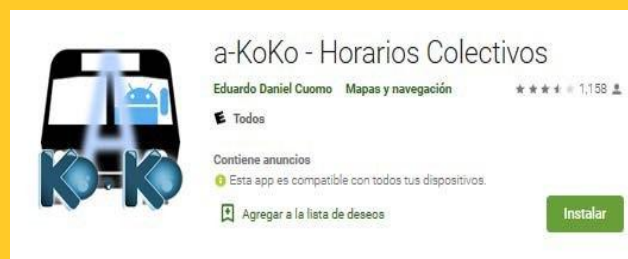 a-KoKo - Horarios Colectivos
Eduardo Daniel Cuomo Mapas y navegación 1,158
E Todos
Contiene anuncios
Esta app es compatible con todos tus dispositivos.
Agregar a la lista de deseos
Instalar
A
KoKo